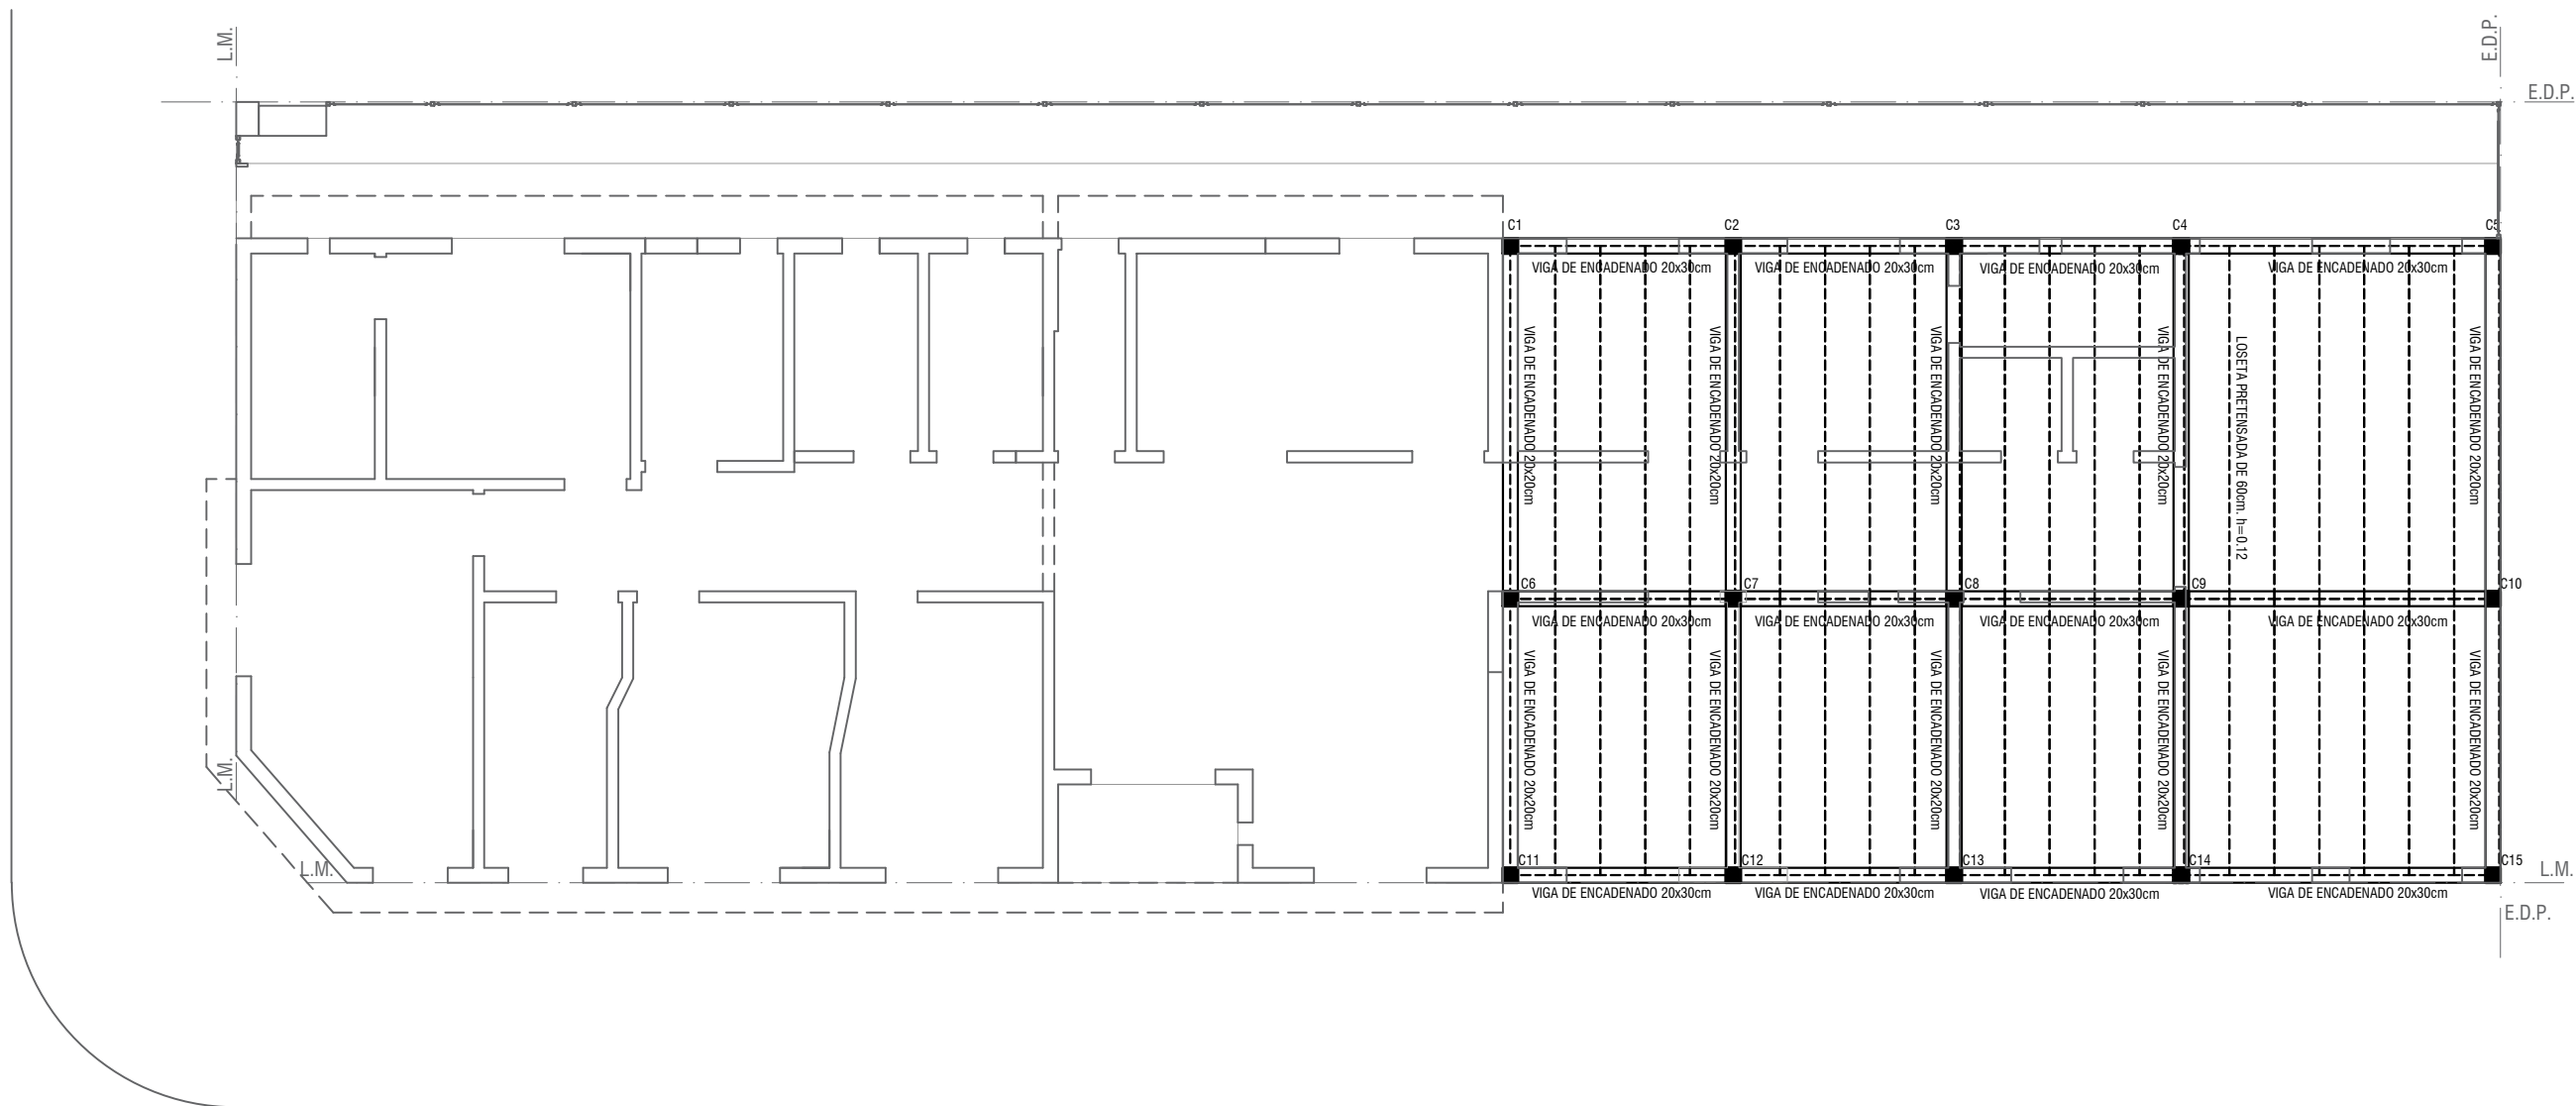 L.M.
E.D.P.
E.D.P.
C1
C2
C3
C4
C5
VIGA DE ENCADENADO 20x30cm
VIGA DE ENCADENADO 20x30cm
VIGA DE ENCADENADO 20x30cm
VIGA DE ENCADENADO 20x30cm
VIGA DE ENCADENADO 20x20cm
VIGA DE ENCADENADO 20x20cm
VIGA DE ENCADENADO 20x20cm
VIGA DE ENCADENADO 20x20cm
LOSETA PRETENSADA DE 60cm. h=0.12
VIGA DE ENCADENADO 20x20cm
C6
C7
C8
C9
C10
VIGA DE ENCADENADO 20x30cm
VIGA DE ENCADENADO 20x30cm
VIGA DE ENCADENADO 20x30cm
VIGA DE ENCADENADO 20x30cm
VIGA DE ENCADENADO 20x20cm
VIGA DE ENCADENADO 20x20cm
VIGA DE ENCADENADO 20x20cm
VIGA DE ENCADENADO 20x20cm
VIGA DE ENCADENADO 20x20cm
L.M.
L.M.
C11
C12
C13
C14
C15
L.M.
VIGA DE ENCADENADO 20x30cm
VIGA DE ENCADENADO 20x30cm
VIGA DE ENCADENADO 20x30cm
VIGA DE ENCADENADO 20x30cm
E.D.P.